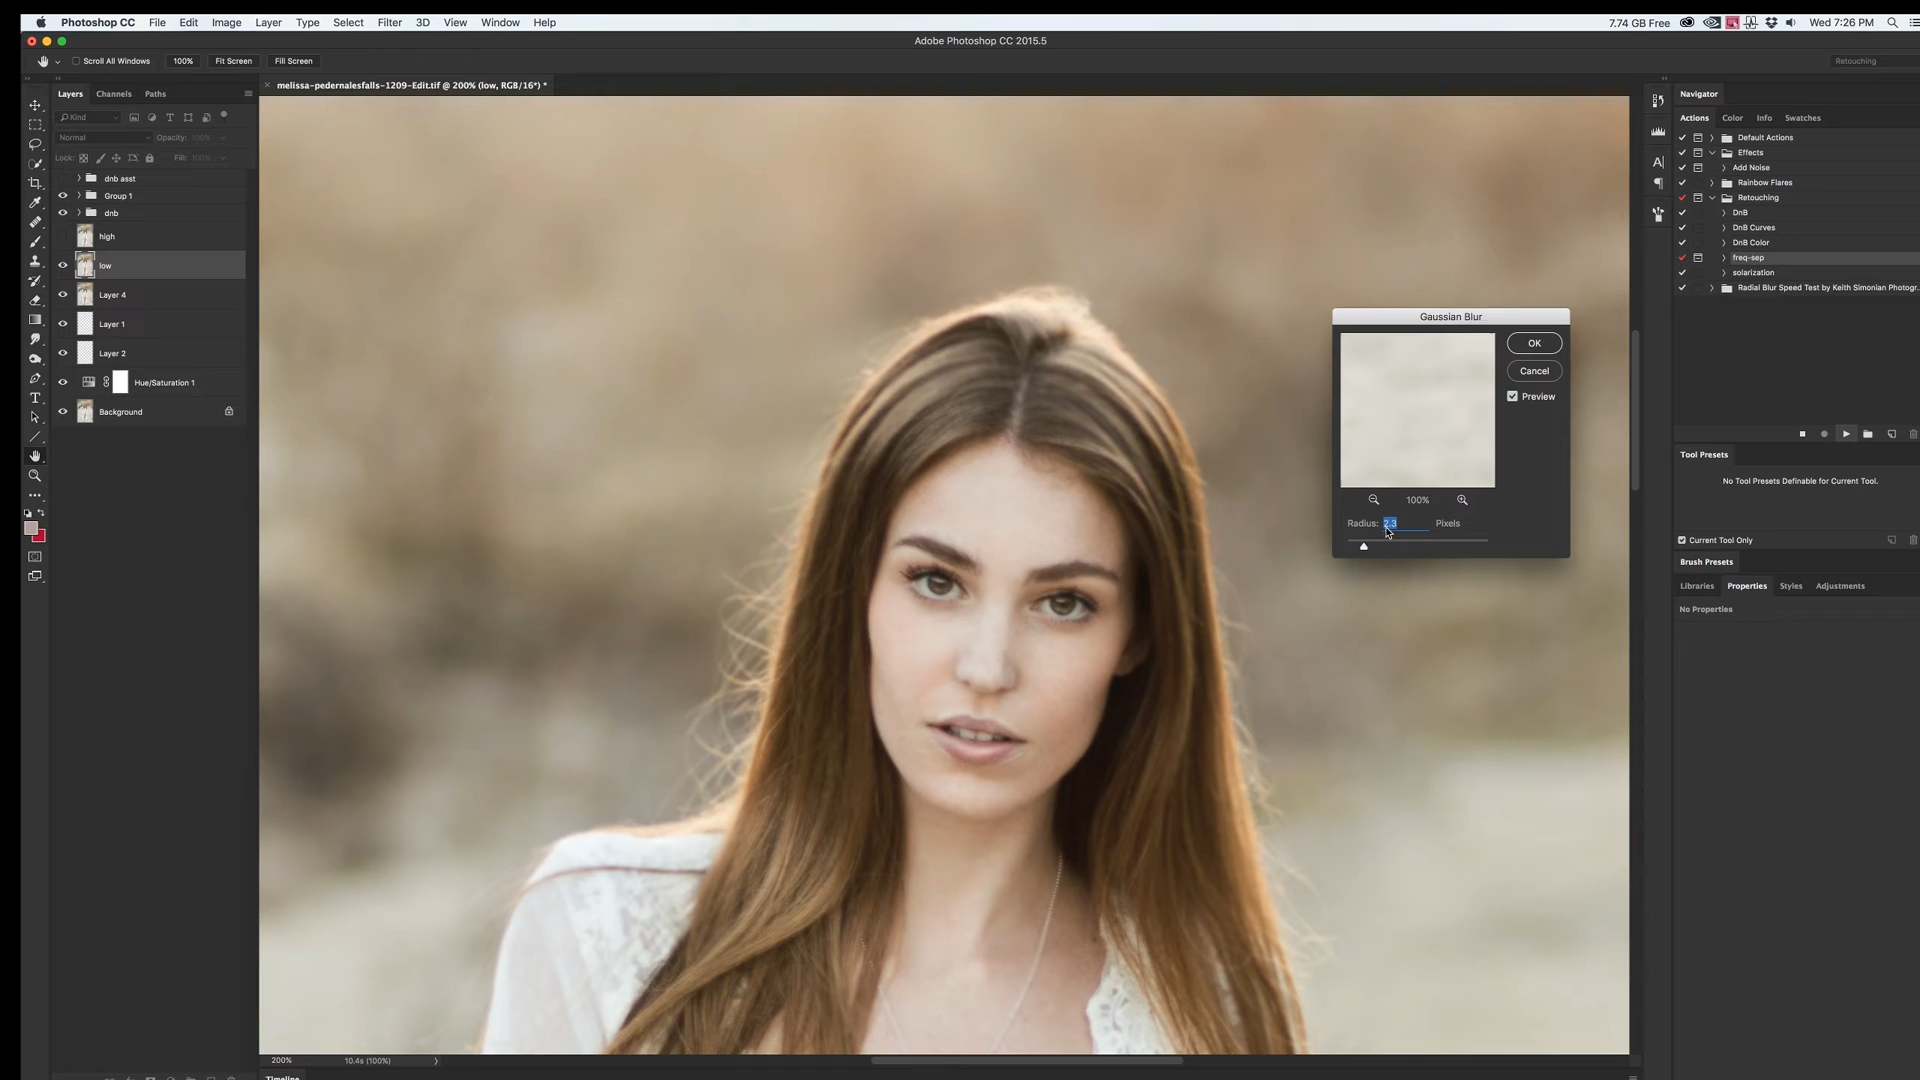 Photoshop CC File Edit Image Layer Type Select Filter 3D View Window Help 7.74 GB Free Wed 7:26 PM
Adobe Photoshop CC 2015.5
Scroll All Windows 100% Fit Screen Fill Screen Retouching
melissa-pedernalesfalls-1209-Edit.tif @ 200% (low, RGB/16*) *
Layers Channels Paths
Kind
Normal Opacity: 100%
Lock: Fill: 100%
dnb asst
Group 1
dnb
high
low
Layer 4
Layer 1
Layer 2
Hue/Saturation 1
Background
Gaussian Blur
OK
Cancel
Preview
100%
Radius: 2.3 Pixels
Navigator
Actions Color Info Swatches
Default Actions
Effects
Add Noise
Rainbow Flares
Retouching
DnB
DnB Curves
DnB Color
freq-sep
solarization
Radial Blur Speed Test by Keith Simonian Photogr...
Tool Presets
No Tool Presets Definable for Current Tool.
Current Tool Only
Brush Presets
Libraries Properties Styles Adjustments
No Properties
200% 10.4s (100%)
Timeline